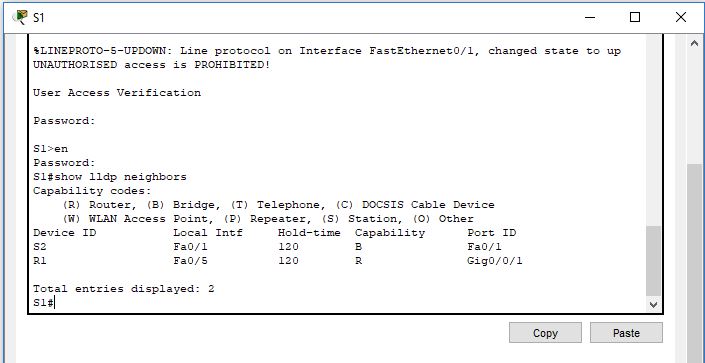 S1
%LINEPROTO-5-UPDOWN: Line protocol on Interface FastEthernet0/1, changed state to up
UNAUTHORISED access is PROHIBITED!
User Access Verification
Password:
S1>en
Password:
S1#show lldp neighbors
Capability codes:
(R) Router, (B) Bridge, (T) Telephone, (C) DOCSIS Cable Device
(W) WLAN Access Point, (P) Repeater, (S) Station, (O) Other
Device ID Local Intf Hold-time Capability Port ID
S2 Fa0/1 120 B Fa0/1
R1 Fa0/5 120 R Gig0/0/1
Total entries displayed: 2
S1#
Copy Paste